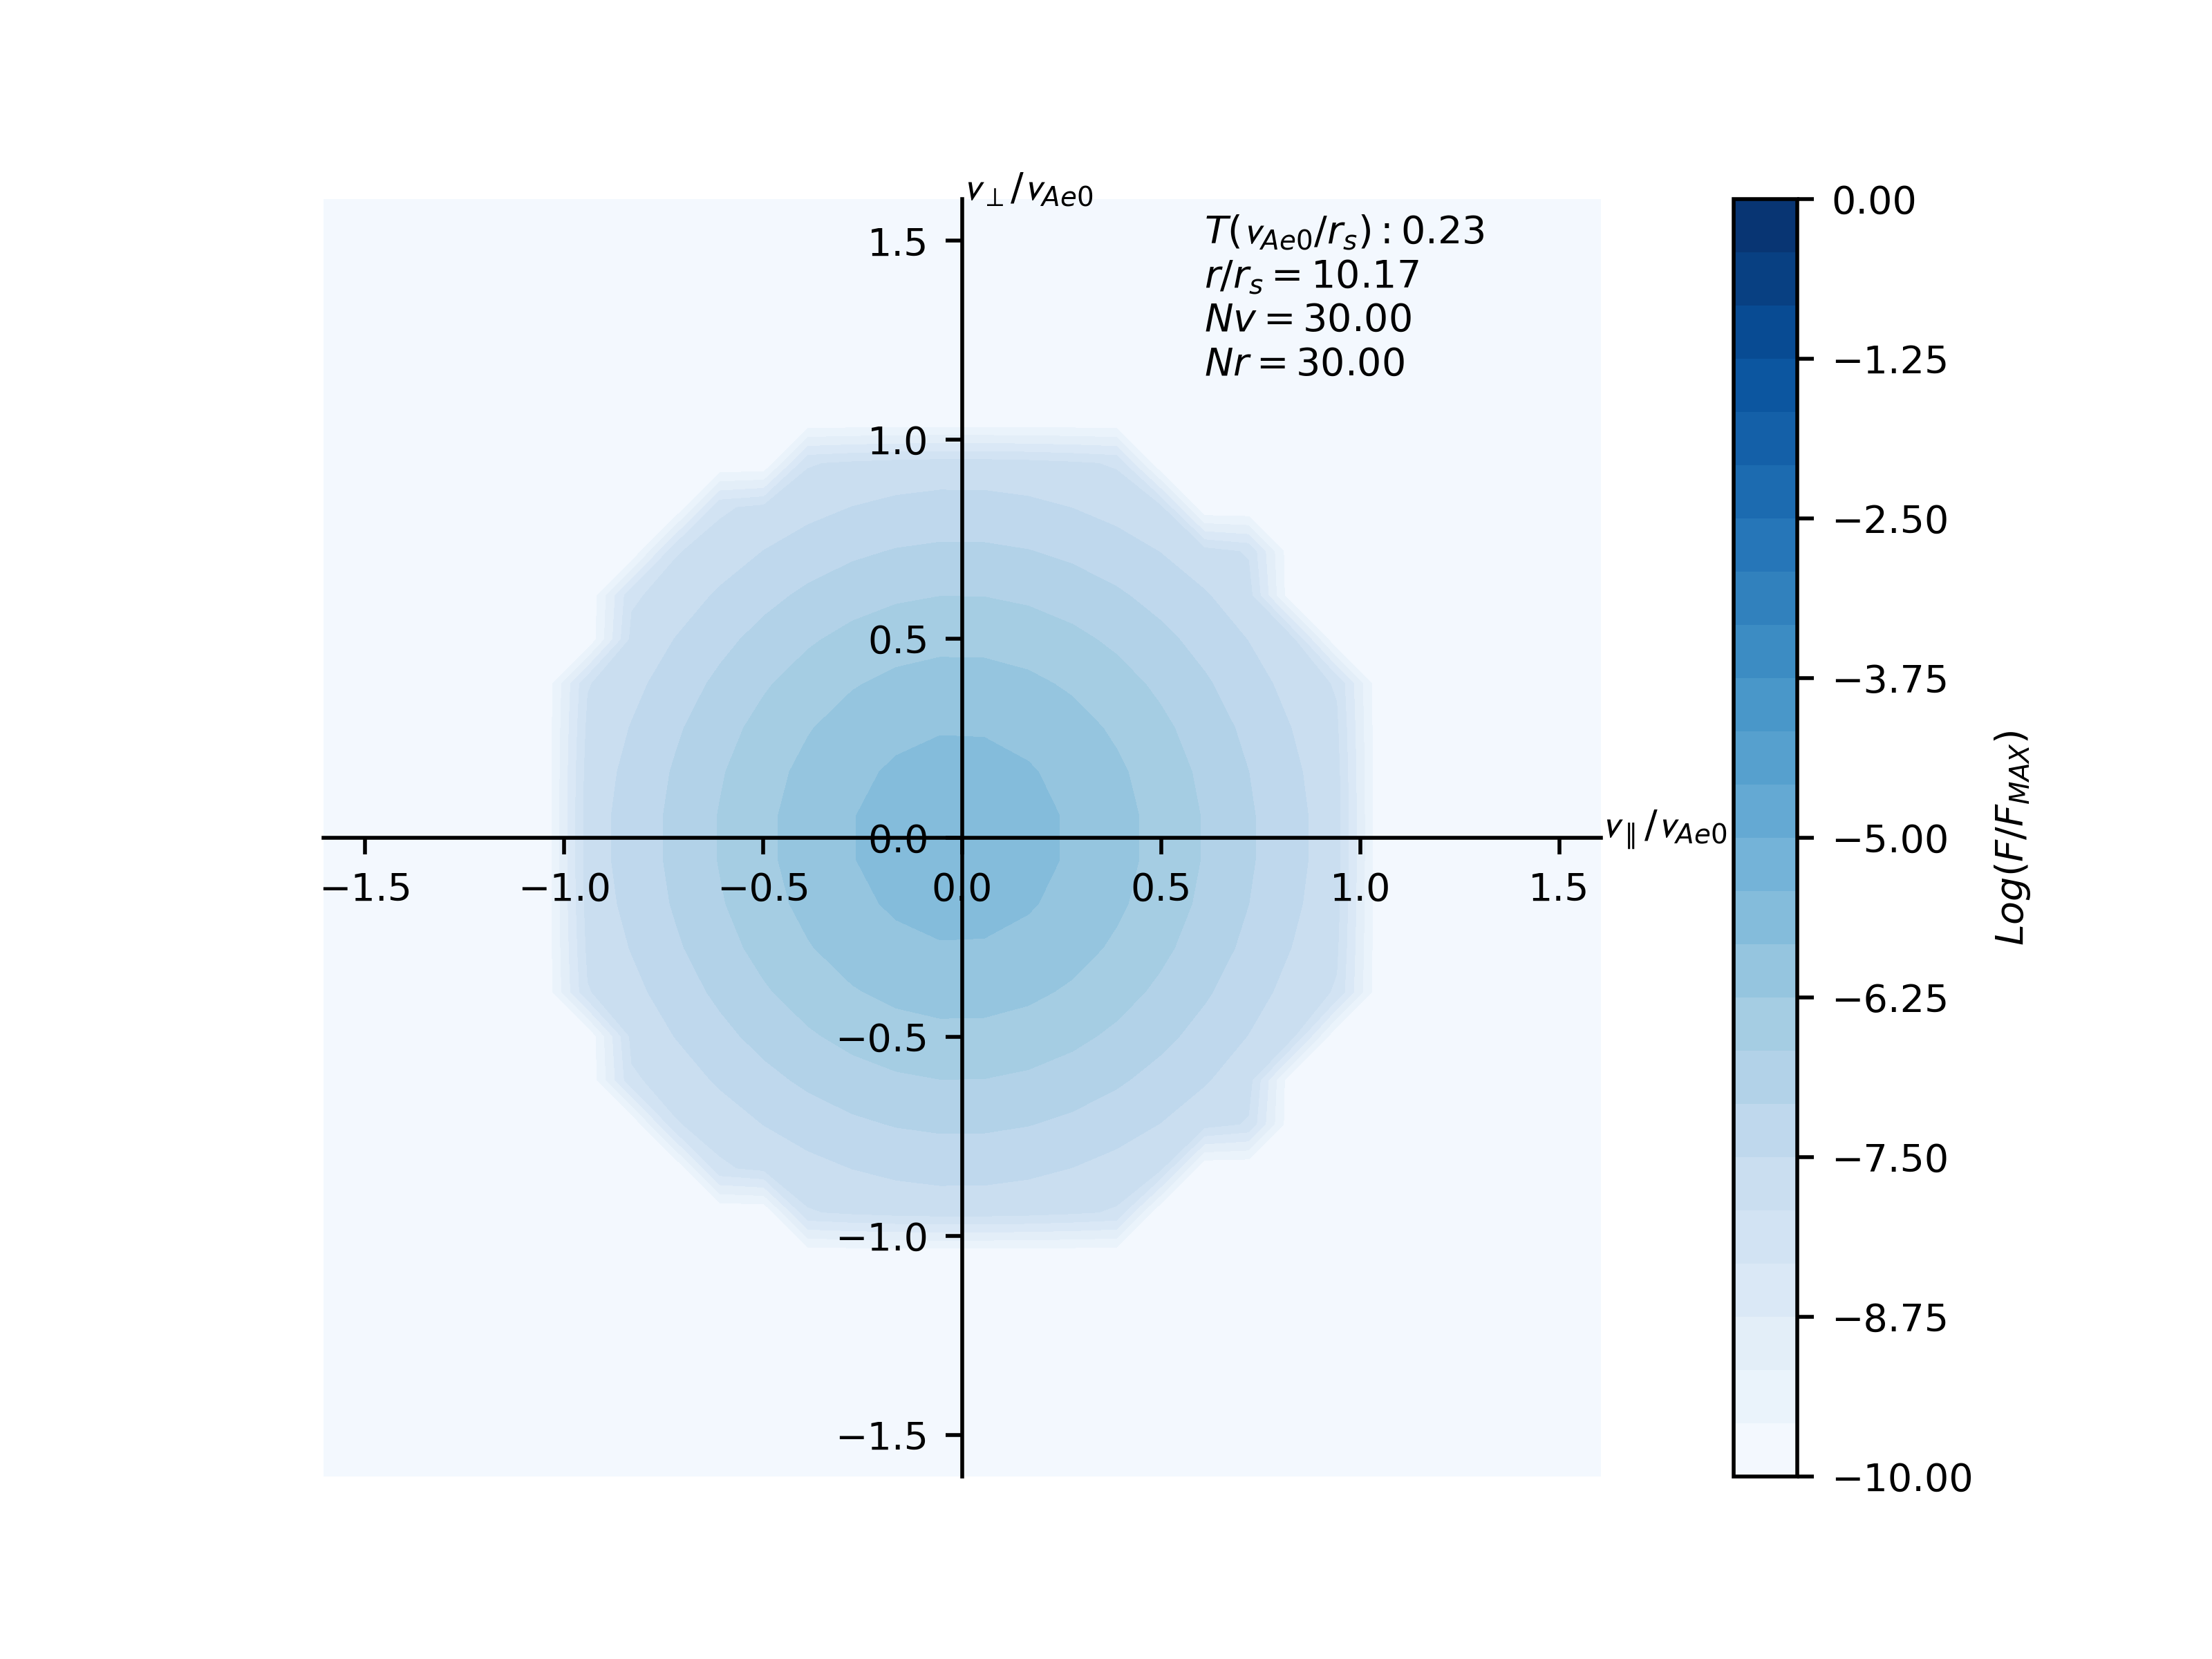 v⊥/vAe0
T(vAe0/rs) : 0.23
r/rs = 10.17
Nv = 30.00
Nr = 30.00
1.5
1.0
0.5
0.0
−0.5
−1.0
−1.5
−1.5 −1.0 −0.5 0.0 0.5 1.0 1.5
v∥/vAe0
0.00
−1.25
−2.50
−3.75
−5.00
−6.25
−7.50
−8.75
−10.00
Log(F/FMAX)